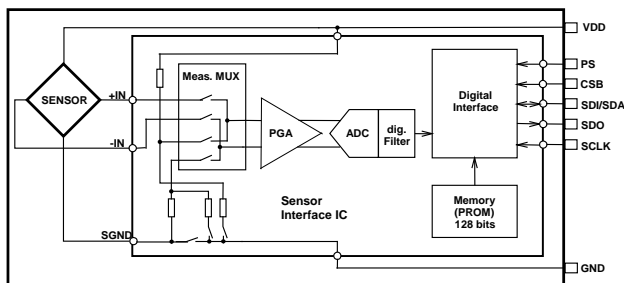 VDD
PS
CSB
SDI/SDA
SDO
SCLK
GND
SENSOR
+IN
-IN
SGND
Meas. MUX
PGA
ADC
dig.
Filter
Digital
Interface
Memory
(PROM)
128 bits
Sensor
Interface IC